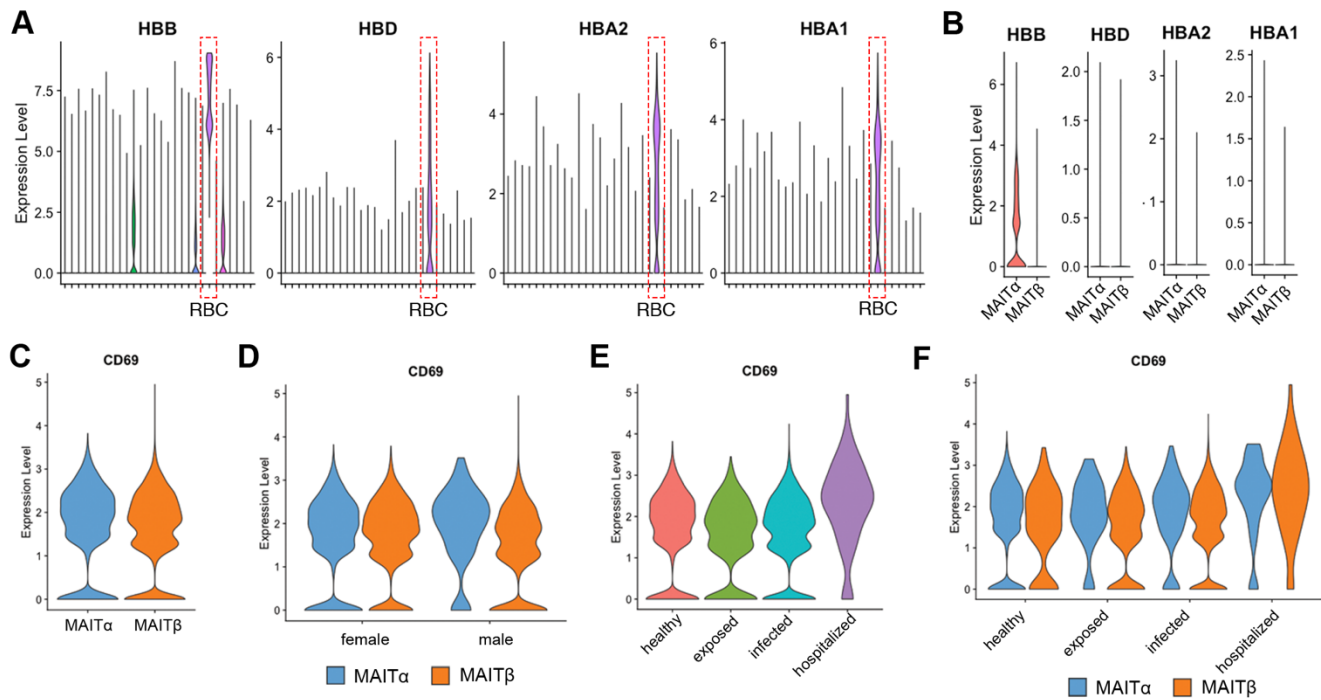 A
HBB
HBD
HBA2
HBA1
Expression Level
7.5
5.0
2.5
0.0
6
4
2
0
4
2
0
6
4
2
0
RBC
RBC
RBC
RBC
B
HBB
HBD
HBA2
HBA1
Expression Level
6
4
2
0
2.0
1.5
1.0
0.5
0.0
3
2
0
2.5
2.0
1.5
1.0
0.5
0.0
MAITα
MAITβ
MAITα
MAITβ
MAITα
MAITβ
MAITα
MAITβ
C
CD69
Expression Level
5
4
3
2
1
0
MAITα
MAITβ
D
CD69
Expression Level
5
4
3
2
1
0
female
male
MAITα
MAITβ
E
CD69
Expression Level
5
4
3
2
1
0
healthy
exposed
infected
hospitalized
F
CD69
Expression Level
5
4
3
2
1
0
healthy
exposed
infected
hospitalized
MAITα
MAITβ